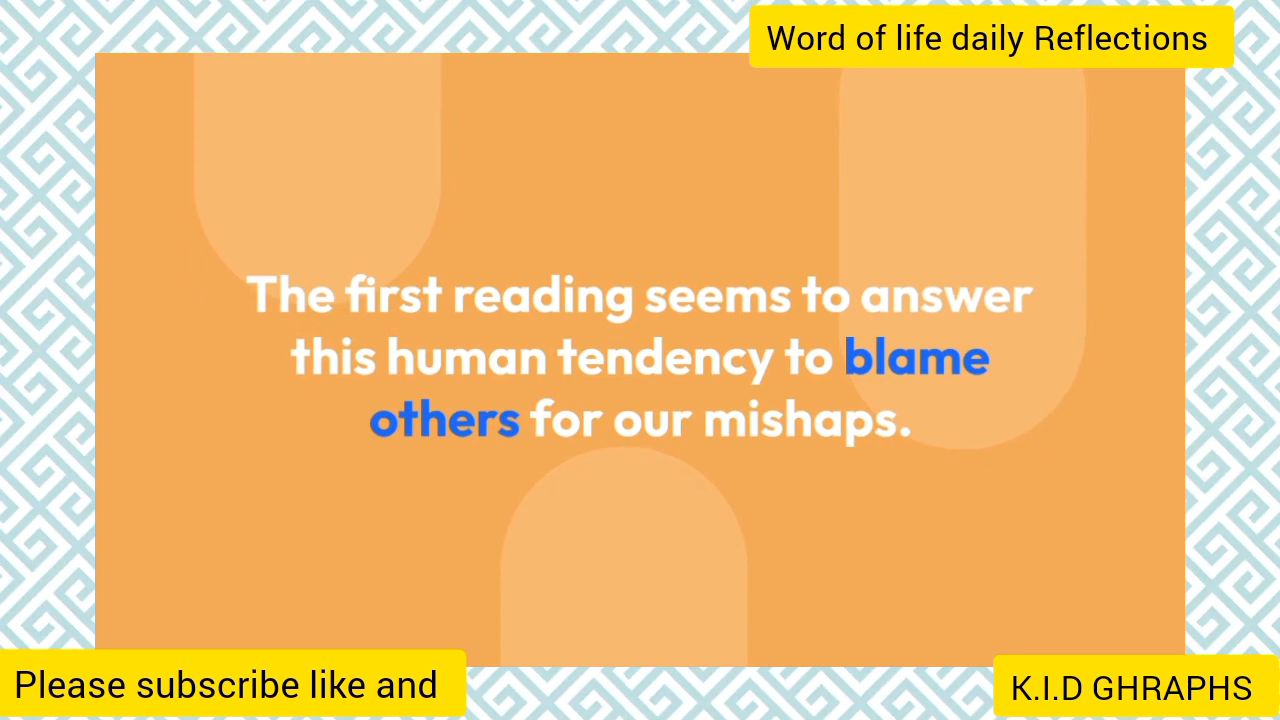 Word of life daily Reflections
The first reading seems to answer
this human tendency to blame
others for our mishaps.
Please subscribe like and
K.I.D GHRAPHS